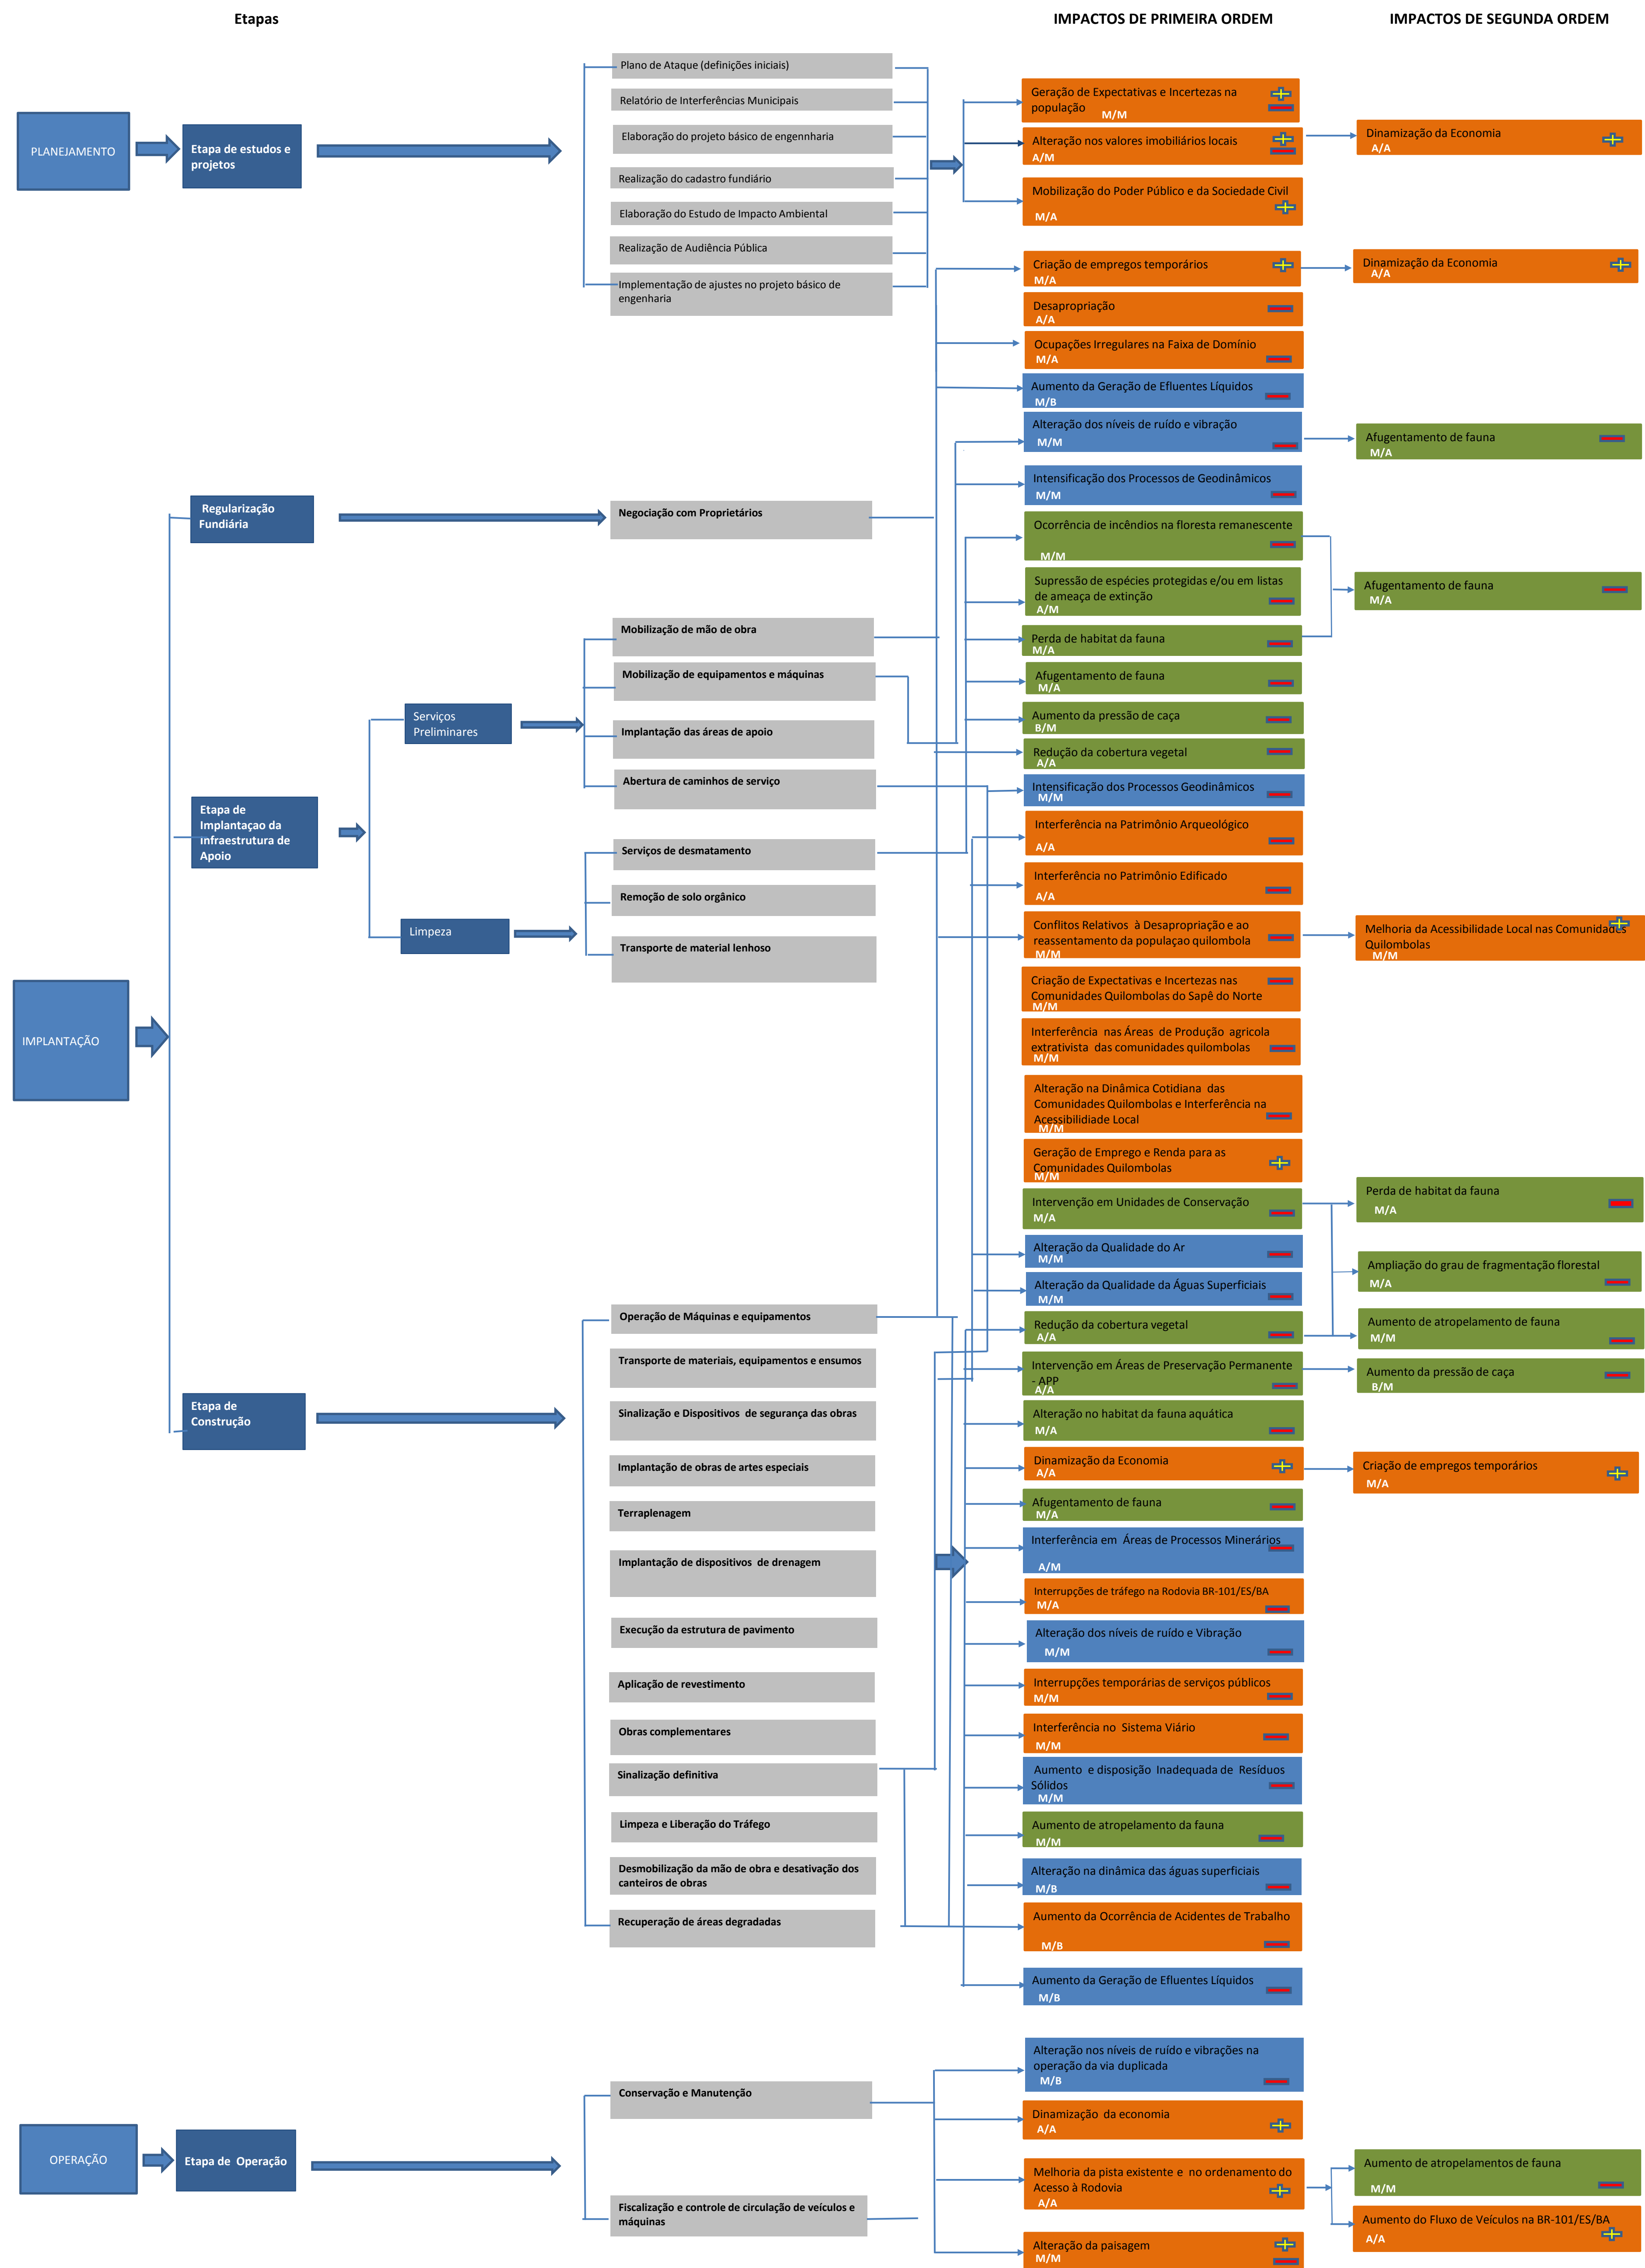 Etapas
IMPACTOS DE PRIMEIRA ORDEM
IMPACTOS DE SEGUNDA ORDEM
PLANEJAMENTO
Etapa de estudos e
projetos
Plano de Ataque (definições iniciais)
Relatório de Interferências Municipais
Elaboração do projeto básico de engennharia
Realização do cadastro fundiário
Elaboração do Estudo de Impacto Ambiental
Realização de Audiência Pública
Implementação de ajustes no projeto básico de
engenharia
Geração de Expectativas e Incertezas na
população
M/M
Alteração nos valores imobiliários locais
A/M
Mobilização do Poder Público e da Sociedade Civil
M/A
Dinamização da Economia
A/A
IMPLANTAÇÃO
Regularização
Fundiária
Negociação com Proprietários
Etapa de
Implantaçao da
infraestrutura de
Apoio
Serviços
Preliminares
Mobilização de mão de obra
Mobilização de equipamentos e máquinas
Implantação das áreas de apoio
Abertura de caminhos de serviço
Limpeza
Serviços de desmatamento
Remoção de solo orgânico
Transporte de material lenhoso
Etapa de
Construção
Operação de Máquinas e equipamentos
Transporte de materiais, equipamentos e ensumos
Sinalização e Dispositivos de segurança das obras
Implantação de obras de artes especiais
Terraplenagem
Implantação de dispositivos de drenagem
Execução da estrutura de pavimento
Aplicação de revestimento
Obras complementares
Sinalização definitiva
Limpeza e Liberação do Tráfego
Desmobilização da mão de obra e desativação dos
canteiros de obras
Recuperação de áreas degradadas
Criação de empregos temporários
M/A
Dinamização da Economia
A/A
Desapropriação
A/A
Ocupações Irregulares na Faixa de Domínio
M/A
Aumento da Geração de Efluentes Líquidos
M/B
Alteração dos níveis de ruído e vibração
M/M
Afugentamento de fauna
M/A
Intensificação dos Processos de Geodinâmicos
M/M
Ocorrência de incêndios na floresta remanescente
M/M
Supressão de espécies protegidas e/ou em listas
de ameaça de extinção
A/M
Afugentamento de fauna
M/A
Perda de habitat da fauna
M/A
Afugentamento de fauna
M/A
Aumento da pressão de caça
B/M
Redução da cobertura vegetal
A/A
Intensificação dos Processos Geodinâmicos
M/M
Interferência na Patrimônio Arqueológico
A/A
Interferência no Patrimônio Edificado
A/A
Conflitos Relativos à Desapropriação e ao
reassentamento da populaçao quilombola
M/M
Melhoria da Acessibilidade Local nas Comunidades
Quilombolas
M/M
Criação de Expectativas e Incertezas nas
Comunidades Quilombolas do Sapê do Norte
M/M
Interferência nas Áreas de Produção agricola
extrativista das comunidades quilombolas
M/M
Alteração na Dinâmica Cotidiana das
Comunidades Quilombolas e Interferência na
Acessibilidiade Local
M/M
Geração de Emprego e Renda para as
Comunidades Quilombolas
M/M
Intervenção em Unidades de Conservação
M/A
Perda de habitat da fauna
M/A
Alteração da Qualidade do Ar
M/M
Ampliação do grau de fragmentação florestal
M/A
Alteração da Qualidade da Águas Superficiais
M/M
Redução da cobertura vegetal
A/A
Aumento de atropelamento de fauna
M/M
Intervenção em Áreas de Preservação Permanente
- APP
A/A
Aumento da pressão de caça
B/M
Alteração no habitat da fauna aquática
M/A
Dinamização da Economia
A/A
Criação de empregos temporários
M/A
Afugentamento de fauna
M/A
Interferência em Áreas de Processos Minerários
A/M
Interrupções de tráfego na Rodovia BR-101/ES/BA
M/A
Alteração dos níveis de ruído e Vibração
M/M
Interrupções temporárias de serviços públicos
M/M
Interferência no Sistema Viário
M/M
Aumento e disposição Inadequada de Resíduos
Sólidos
M/M
Aumento de atropelamento da fauna
M/M
Alteração na dinâmica das águas superficiais
M/B
Aumento da Ocorrência de Acidentes de Trabalho
M/B
Aumento da Geração de Efluentes Líquidos
M/B
OPERAÇÃO
Etapa de Operação
Conservação e Manutenção
Fiscalização e controle de circulação de veículos e
máquinas
Alteração nos níveis de ruído e vibrações na
operação da via duplicada
M/B
Dinamização da economia
A/A
Melhoria da pista existente e no ordenamento do
Acesso à Rodovia
A/A
Aumento de atropelamentos de fauna
M/M
Aumento do Fluxo de Veículos na BR-101/ES/BA
A/A
Alteração da paisagem
M/M